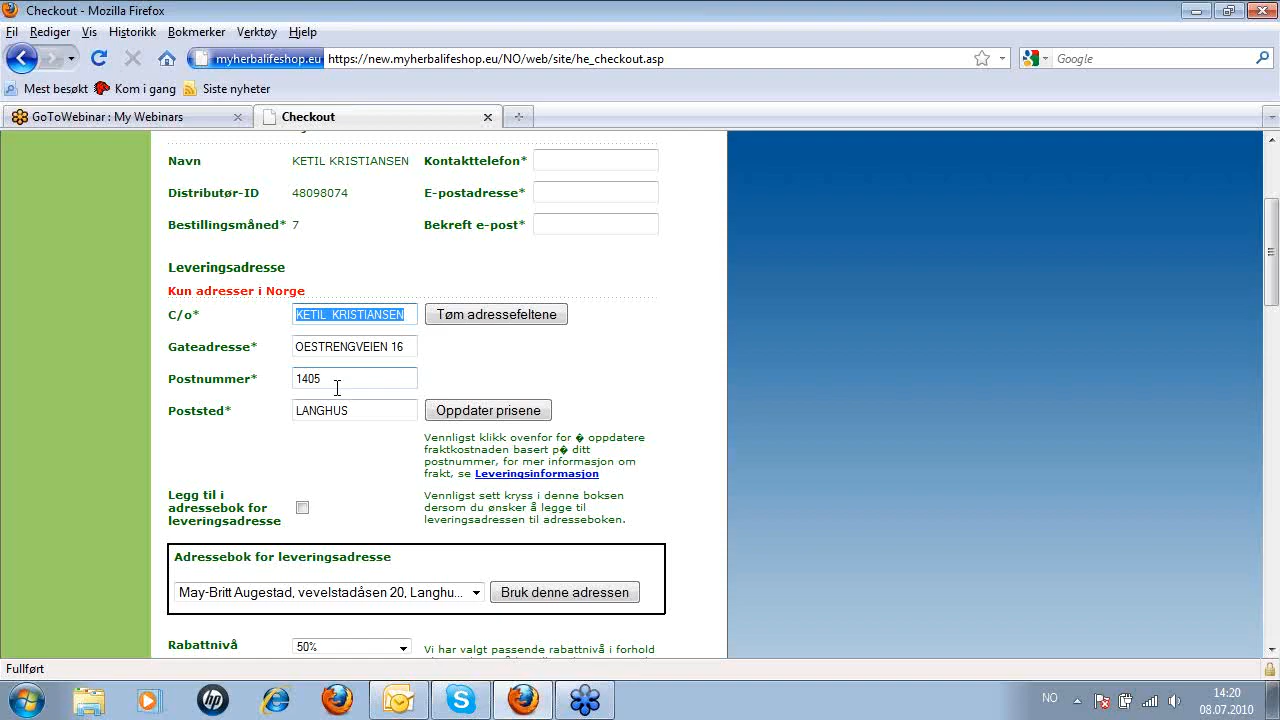 Checkout - Mozilla Firefox
Fil Rediger Vis Historikk Bokmerker Verktøy Hjelp
myherbalifeshop.eu https://new.myherbalifeshop.eu/NO/web/site/he_checkout.asp Google
Mest besøkt Kom i gang Siste nyheter
GoToWebinar : My Webinars Checkout
Navn KETIL KRISTIANSEN Kontakttelefon*
Distributør-ID 48098074 E-postadresse*
Bestillingsmåned* 7 Bekreft e-post*
Leveringsadresse
Kun adresser i Norge
C/o* KETIL KRISTIANSEN Tøm adressefeltene
Gateadresse* OESTRENGVEIEN 16
Postnummer* 1405
Poststed* LANGHUS Oppdater prisene
Vennligst klikk ovenfor for � oppdatere
fraktkostnaden basert p� ditt
postnummer, for mer informasjon om
frakt, se Leveringsinformasjon
Legg til i
adressebok for
leveringsadresse
Vennligst sett kryss i denne boksen
dersom du ønsker å legge til
leveringsadressen til adresseboken.
Adressebok for leveringsadresse
May-Britt Augestad, vevelstadåsen 20, Langhu... Bruk denne adressen
Rabattnivå 50% Vi har valgt passende rabattnivå i forhold
Fullført
NO 14:20
08.07.2010